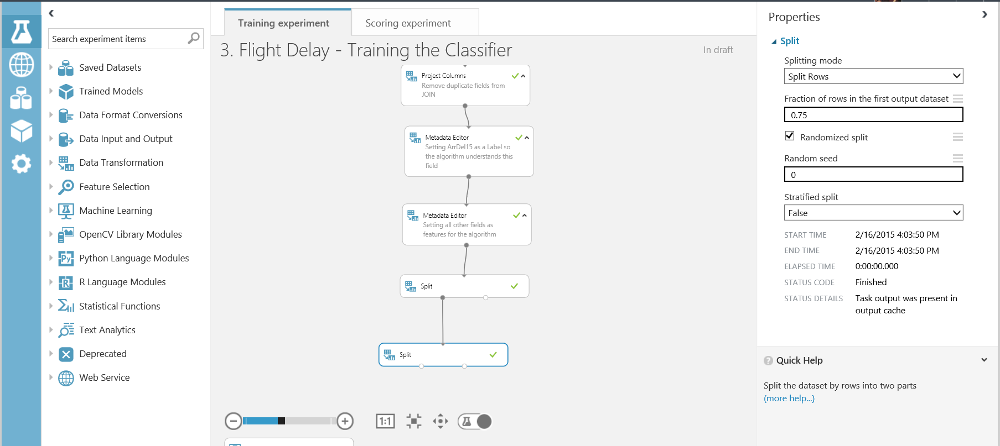 Search experiment items
Saved Datasets
Trained Models
Data Format Conversions
Data Input and Output
Data Transformation
Feature Selection
Machine Learning
OpenCV Library Modules
Py
Python Language Modules
R
R Language Modules
Statistical Functions
Text Analytics
Deprecated
Web Service
Training experiment
Scoring experiment
3. Flight Delay - Training the Classifier
In draft
Project Columns
Remove duplicate fields from
JOIN
Metadata Editor
Setting ArrDel15 as a Label so
the algorithm understands this
field
Metadata Editor
Setting all other fields as
features for the algorithm
Split
Split
1:1
Properties
Split
Splitting mode
Split Rows
Fraction of rows in the first output dataset
0.75
Randomized split
Random seed
0
Stratified split
False
START TIME 2/16/2015 4:03:50 PM
END TIME 2/16/2015 4:03:50 PM
ELAPSED TIME 0:00:00.000
STATUS CODE Finished
STATUS DETAILS Task output was present in
output cache
? Quick Help
Split the dataset by rows into two parts
(more help...)